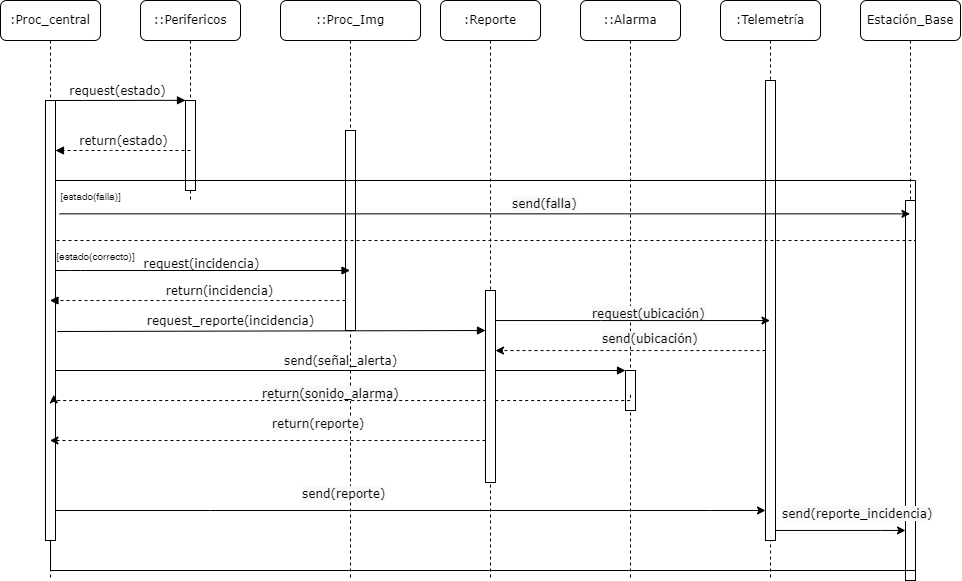 :Proc_central
::Perifericos
::Proc_Img
:Reporte
::Alarma
:Telemetría
Estación_Base
request(estado)
return(estado)
[estado(falla)]
send(falla)
[estado(correcto)]
request(incidencia)
return(incidencia)
request_reporte(incidencia)
request(ubicación)
send(ubicación)
send(señal_alerta)
return(sonido_alarma)
return(reporte)
send(reporte)
send(reporte_incidencia)